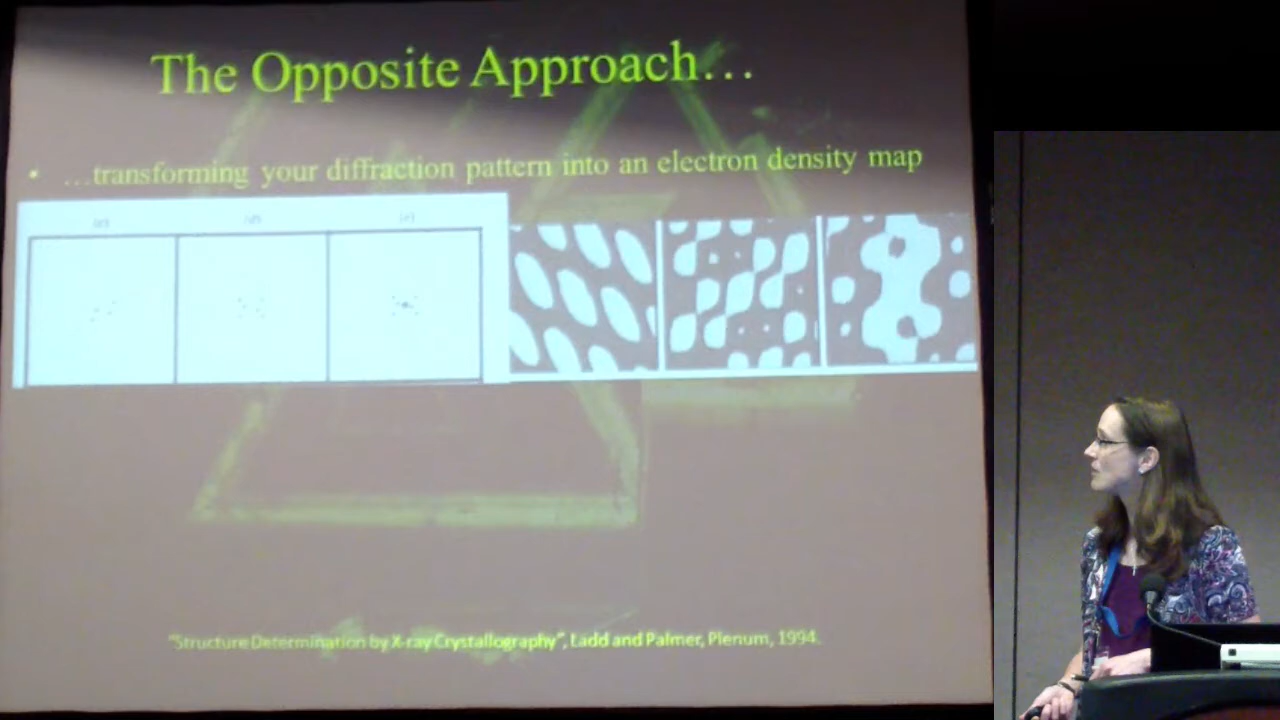 The Opposite Approach…
• …transforming your diffraction pattern into an electron density map
"Structure Determination by X-ray Crystallography", Ladd and Palmer, Plenum, 1994.